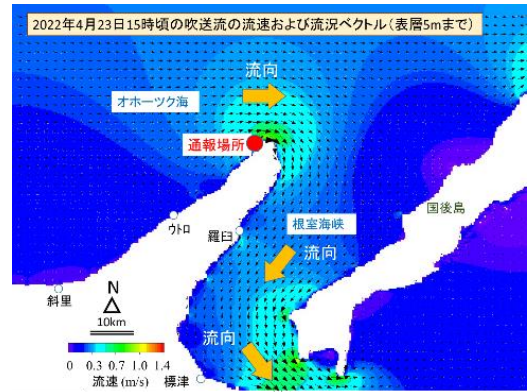 2022年4月23日15時頃の吹送流の流速および流況ベクトル(表層5mまで)
流向
オホーツク海
通報場所
国後島
根室海峡
ウトロ
羅臼
流向
斜里
N
10km
流向
0 0.3 0.7 1.0 1.4
流速 (m/s)
標津